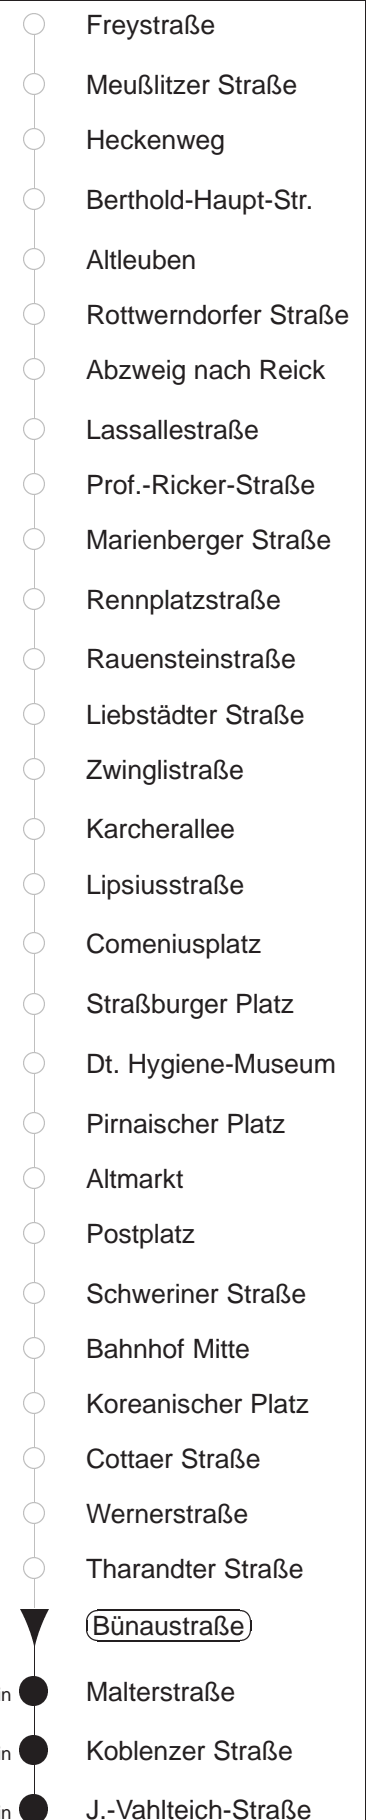 Freystraße
Meußlitzer Straße
Heckenweg
Berthold-Haupt-Str.
Altleuben
Rottwerndorfer Straße
Abzweig nach Reick
Lassallestraße
Prof.-Ricker-Straße
Marienberger Straße
Rennplatzstraße
Rauensteinstraße
Liebstädter Straße
Zwinglistraße
Karcherallee
Lipsiusstraße
Comeniusplatz
Straßburger Platz
Dt. Hygiene-Museum
Pirnaischer Platz
Altmarkt
Postplatz
Schweriner Straße
Bahnhof Mitte
Koreanischer Platz
Cottaer Straße
Wernerstraße
Tharandter Straße
Bünaustraße
Malterstraße
Koblenzer Straße
J.-Vahlteich-Straße